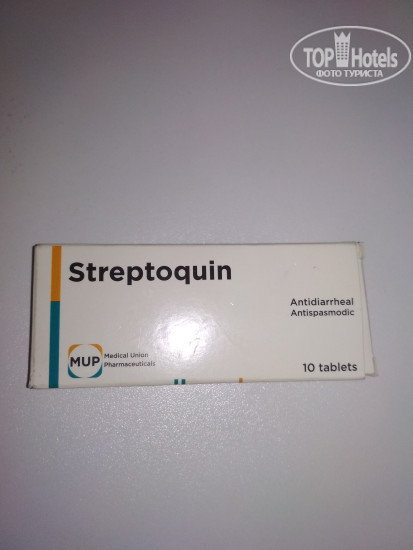 TOP Hotels
ФОТО ТУРИСТА
Streptoquin
Antidiarrheal
Antispasmodic
MUP
Medical Union
Pharmaceuticals
10 tablets